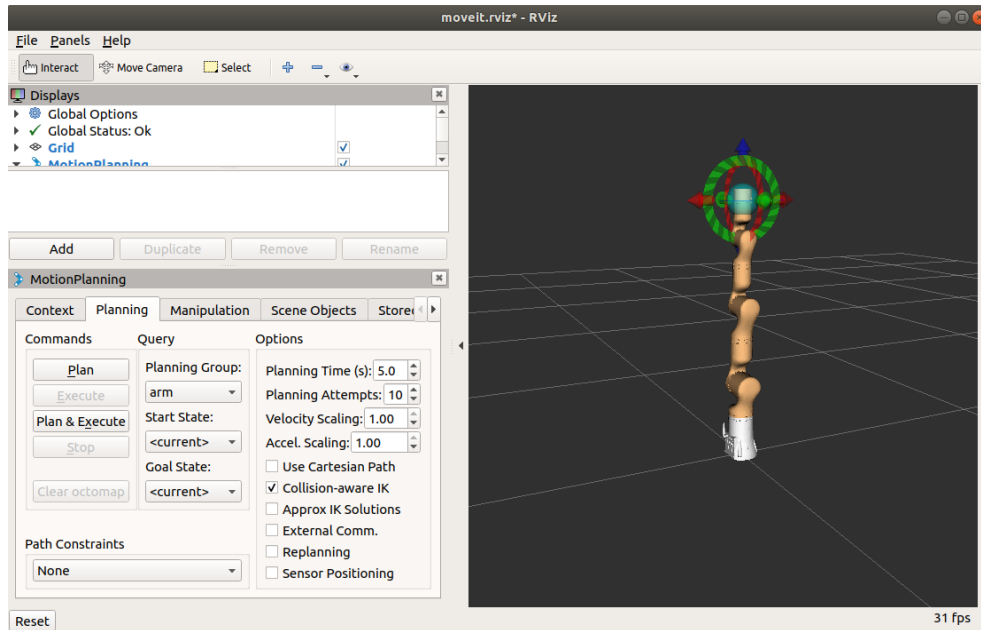 moveit.rviz* - RViz
File Panels Help
Interact Move Camera Select
Displays
Global Options
Global Status: Ok
Grid
MotionPlanning
Add Duplicate Remove Rename
MotionPlanning
Context Planning Manipulation Scene Objects
Commands Query Options
Plan Planning Group: Planning Time (s): 5.0
Execute arm Planning Attempts: 10
Plan & Execute Start State: Velocity Scaling: 1.00
Stop <current> Accel. Scaling: 1.00
Goal State: Use Cartesian Path
Clear octomap <current> Collision-aware IK
Approx IK Solutions
External Comm.
Path Constraints Replanning
None Sensor Positioning
Reset 31 fps